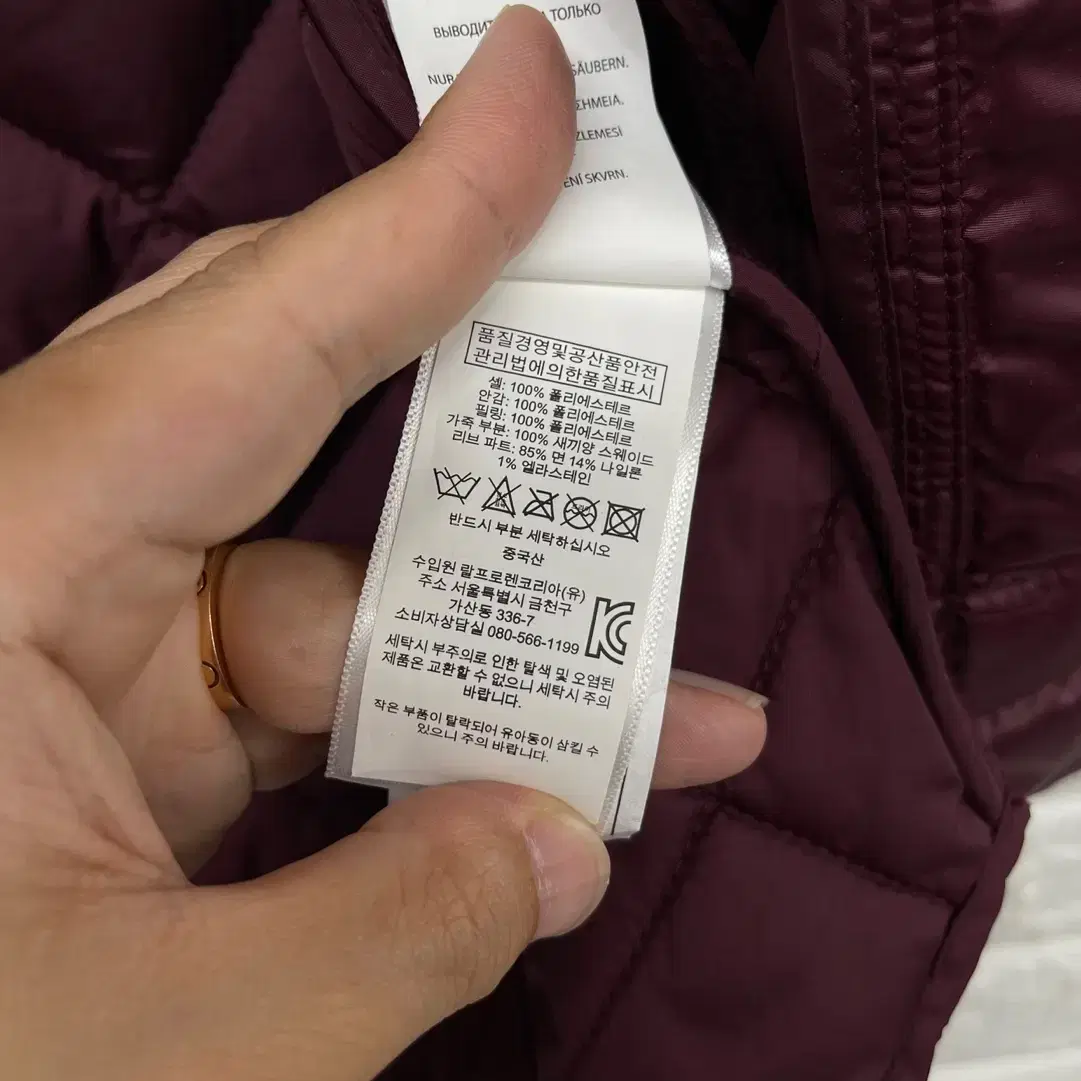 ВЫВОДИТ ТОЛЬКО
SÄUBERN.
ΣΗΜΕΙΑ.
ZLEMESİ
ENÍ SKVRN.
품질경영및공산품안전
관리법에의한품질표시
셀: 100% 폴리에스테르
안감: 100% 폴리에스테르
필링: 100% 폴리에스테르
가죽 부분: 100% 새끼양 스웨이드
리브 파트: 85% 면 14% 나일론
1% 엘라스테인
반드시 부분 세탁하십시오
중국산
수입원 랄프로렌코리아(유)
주소 서울특별시 금천구
가산동 336-7
소비자상담실 080-566-1199
세탁시 부주의로 인한 탈색 및 오염된
제품은 교환할 수 없으니 세탁시 주의
바랍니다.
작은 부품이 탈락되어 유아동이 삼킬 수
있으니 주의 바랍니다.